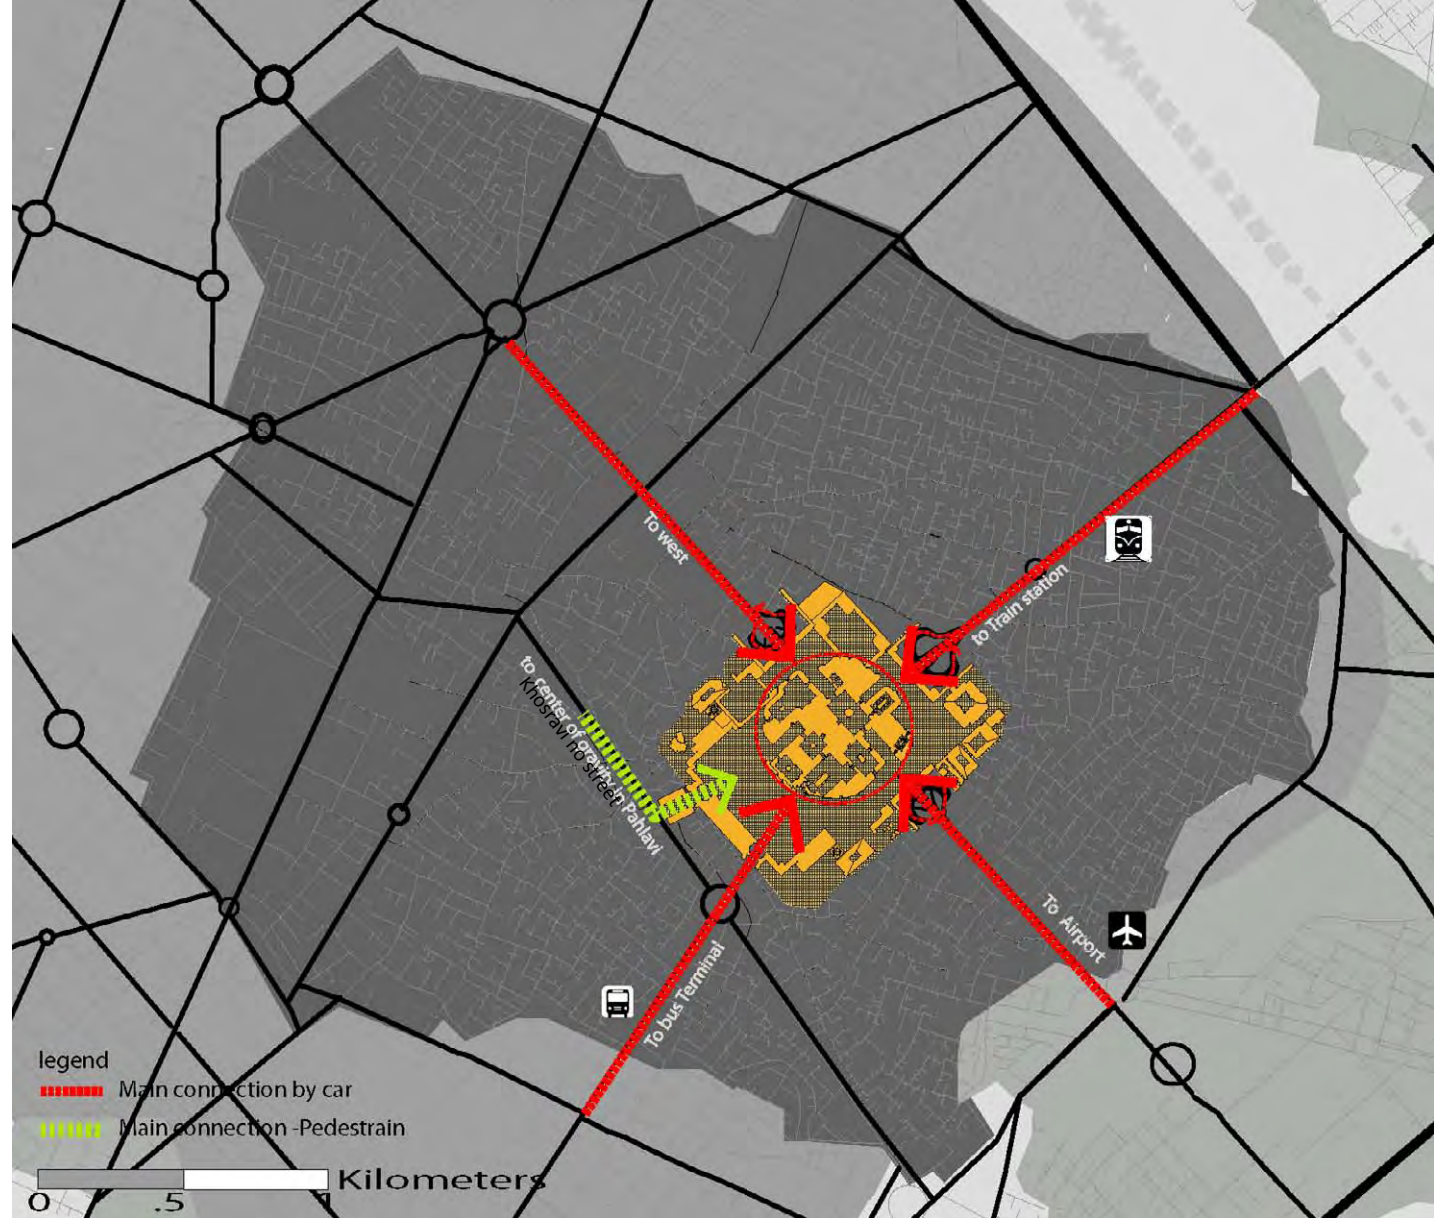 To west
to Train station
to center of gravity in Pahlavi
Khosravi no street
To Airport
To bus Terminal
legend
Main connection by car
Main connection -Pedestrain
Kilometers
0 .5 1